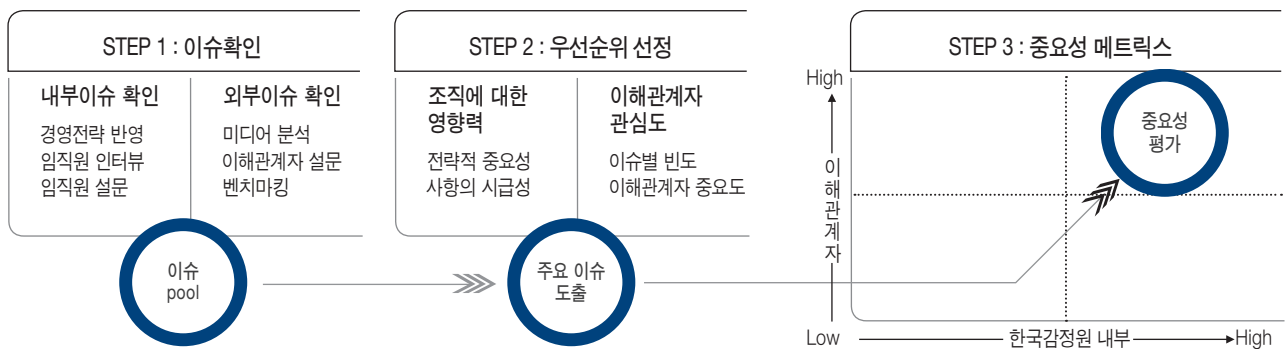 STEP 1 : 이슈확인
내부이슈 확인
경영전략 반영
임직원 인터뷰
임직원 설문
외부이슈 확인
미디어 분석
이해관계자 설문
벤치마킹
이슈
pool
STEP 2 : 우선순위 선정
조직에 대한
영향력
전략적 중요성
사항의 시급성
이해관계자
관심도
이슈별 빈도
이해관계자 중요도
주요 이슈
도출
STEP 3 : 중요성 메트릭스
High
이해관계자
중요성
평가
Low
한국감정원 내부
High